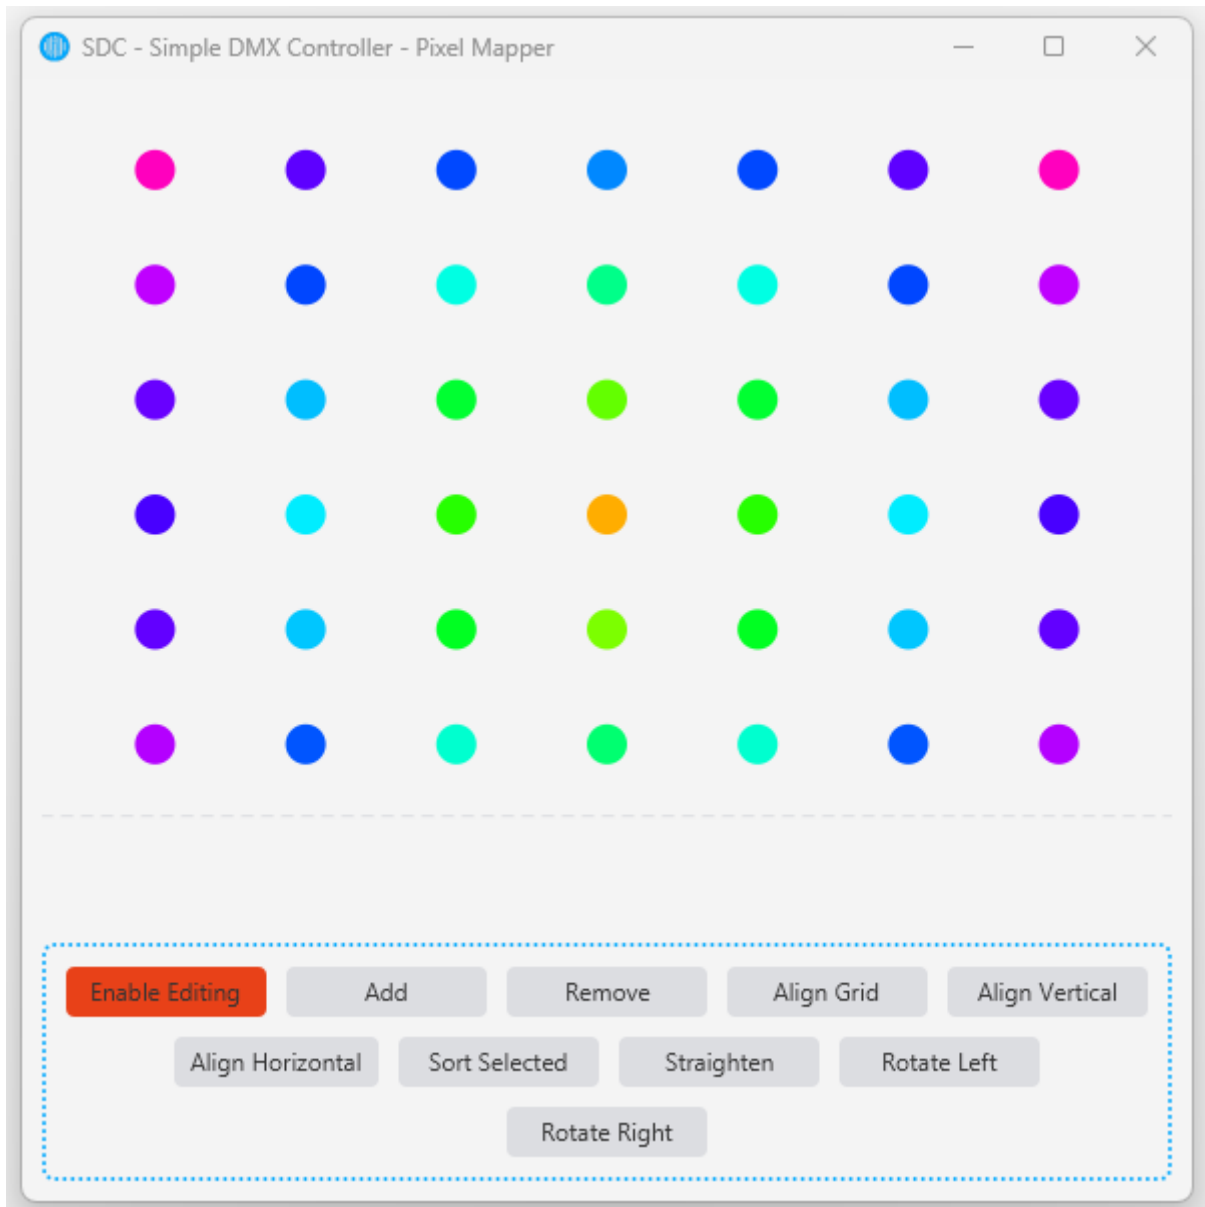 SDC - Simple DMX Controller - Pixel Mapper
Enable Editing Add Remove Align Grid Align Vertical
Align Horizontal Sort Selected Straighten Rotate Left
Rotate Right